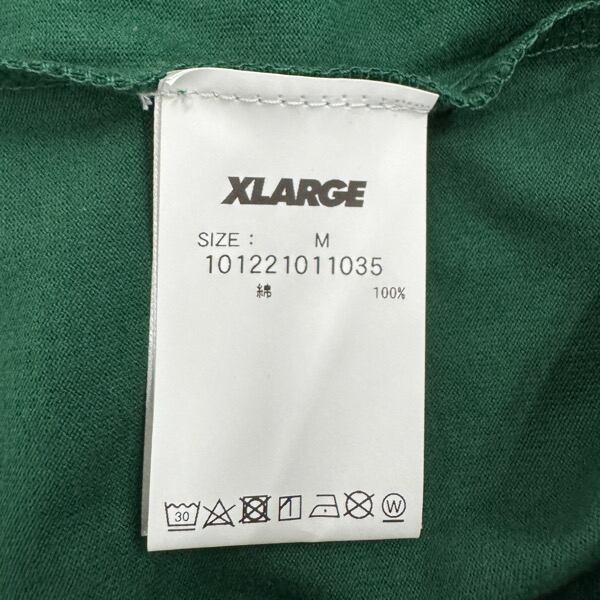 XLARGE
SIZE : M
101221011035
綿 100%
30 W